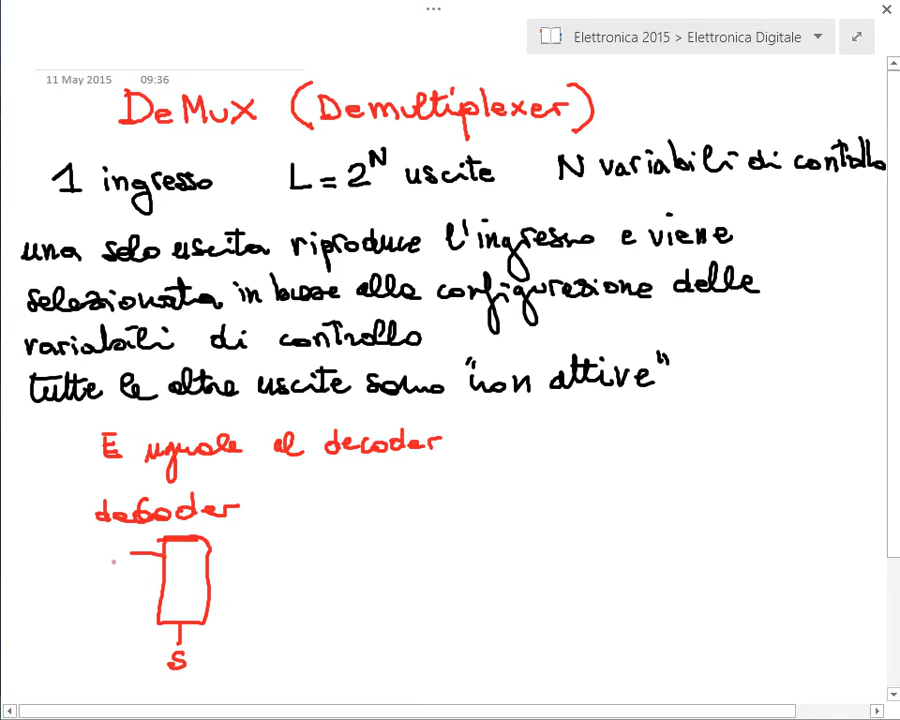 Elettronica 2015 > Elettronica Digitale
11 May 2015 09:36
DeMuX (Demultiplexer)
1 ingresso L = 2^N uscite N variabili di controllo
una solo uscita riproduce l'ingresso e viene
selezionata in base alla configurazione delle
variabili di controllo
tutte le altre uscite sono "non attive"
E uguale al decoder
decoder
S